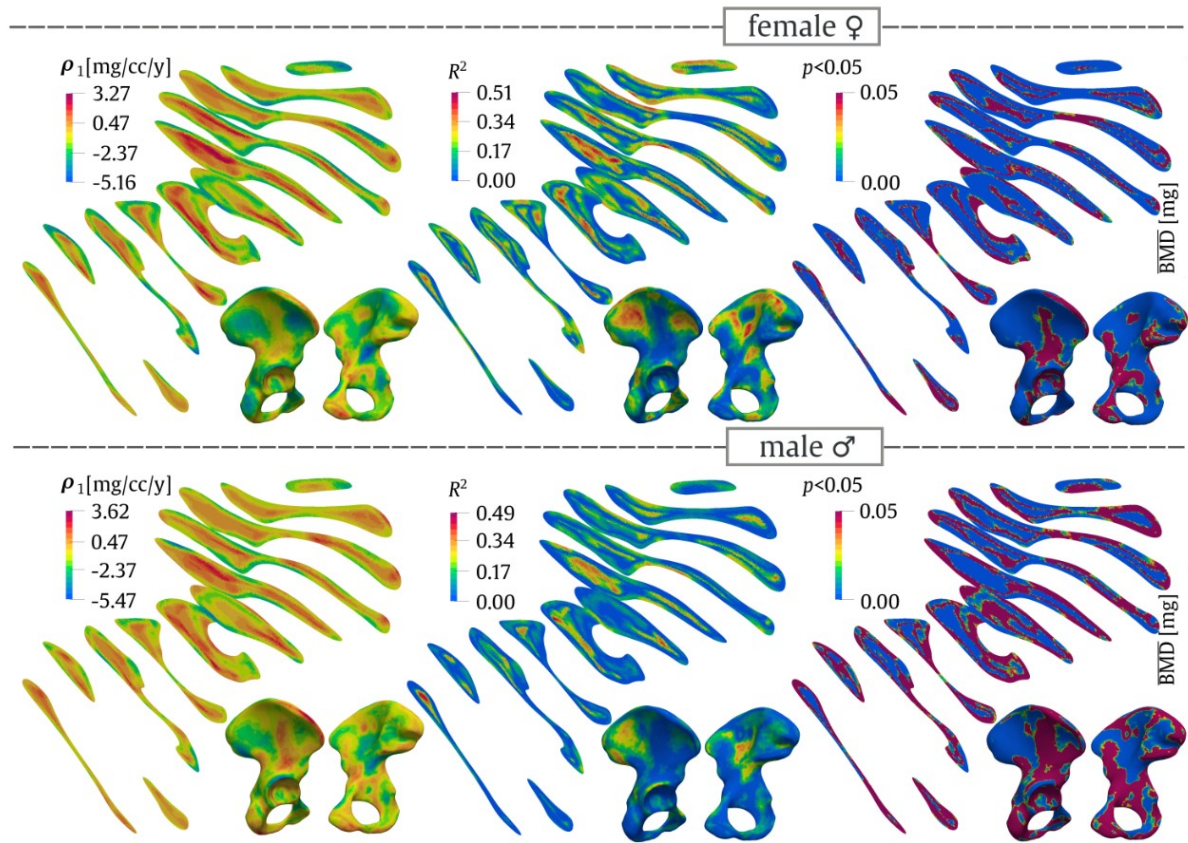 female ♀
ρ1 [mg/cc/y]
3.27
0.47
-2.37
-5.16
R2
0.51
0.34
0.17
0.00
p<0.05
0.05
0.00
BMD [mg]
male ♂
ρ1[mg/cc/y]
3.62
0.47
-2.37
-5.47
R2
0.49
0.34
0.17
0.00
p<0.05
0.05
0.00
BMD [mg]